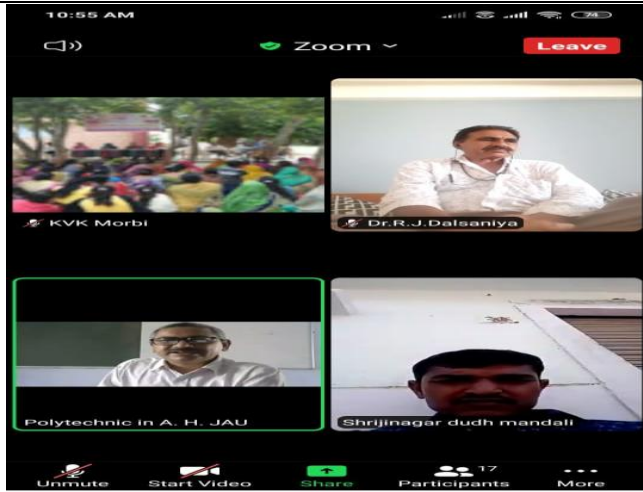 10:55 AM
74
Zoom
Leave
KVK Morbi
Dr.R.J.Dalsaniya
Polytechnic in A. H. JAU
Shrijinagar dudh mandali
17
Unmute
Start Video
Share
Participants
More